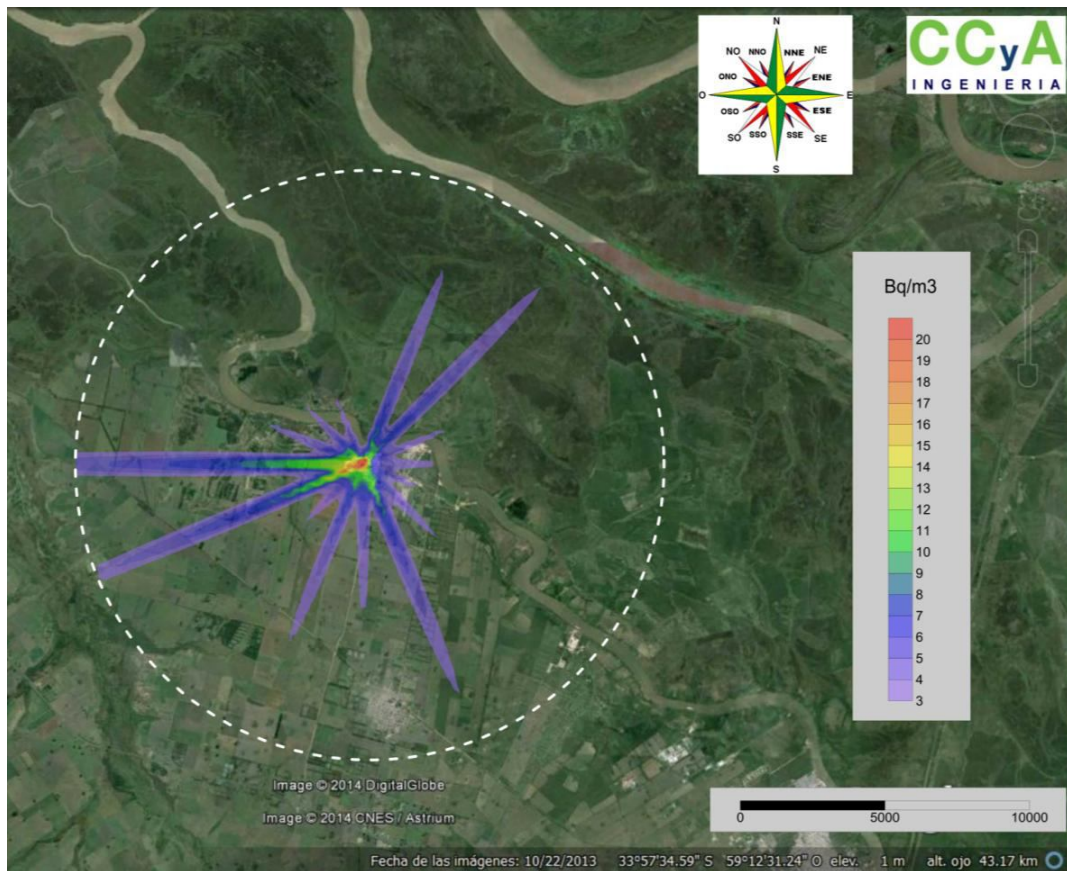 N
NNO
NNE
NO
NE
ONO
ENE
O
E
OSO
ESE
SO
SSO
SSE
SE
S
CCyA
INGENIERIA
Bq/m3
20
19
18
17
16
15
14
13
12
11
10
9
8
7
6
5
4
3
Image © 2014 DigitalGlobe
Image © 2014 CNES / Astrium
0 5000 10000
Fecha de las imágenes: 10/22/2013 33°57'34.59" S 59°12'31.24" O elev. 1 m alt. ojo 43.17 km